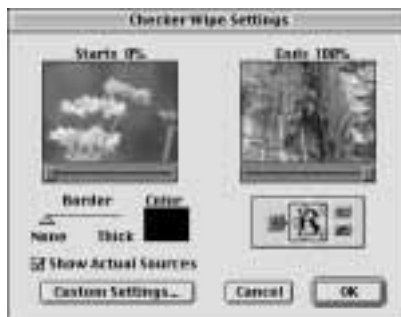 Checker Wipe Settings
Start: 0%
End: 100%
Border
Color
None
Thick
Show Actual Sources
Custom Settings...
Cancel
OK